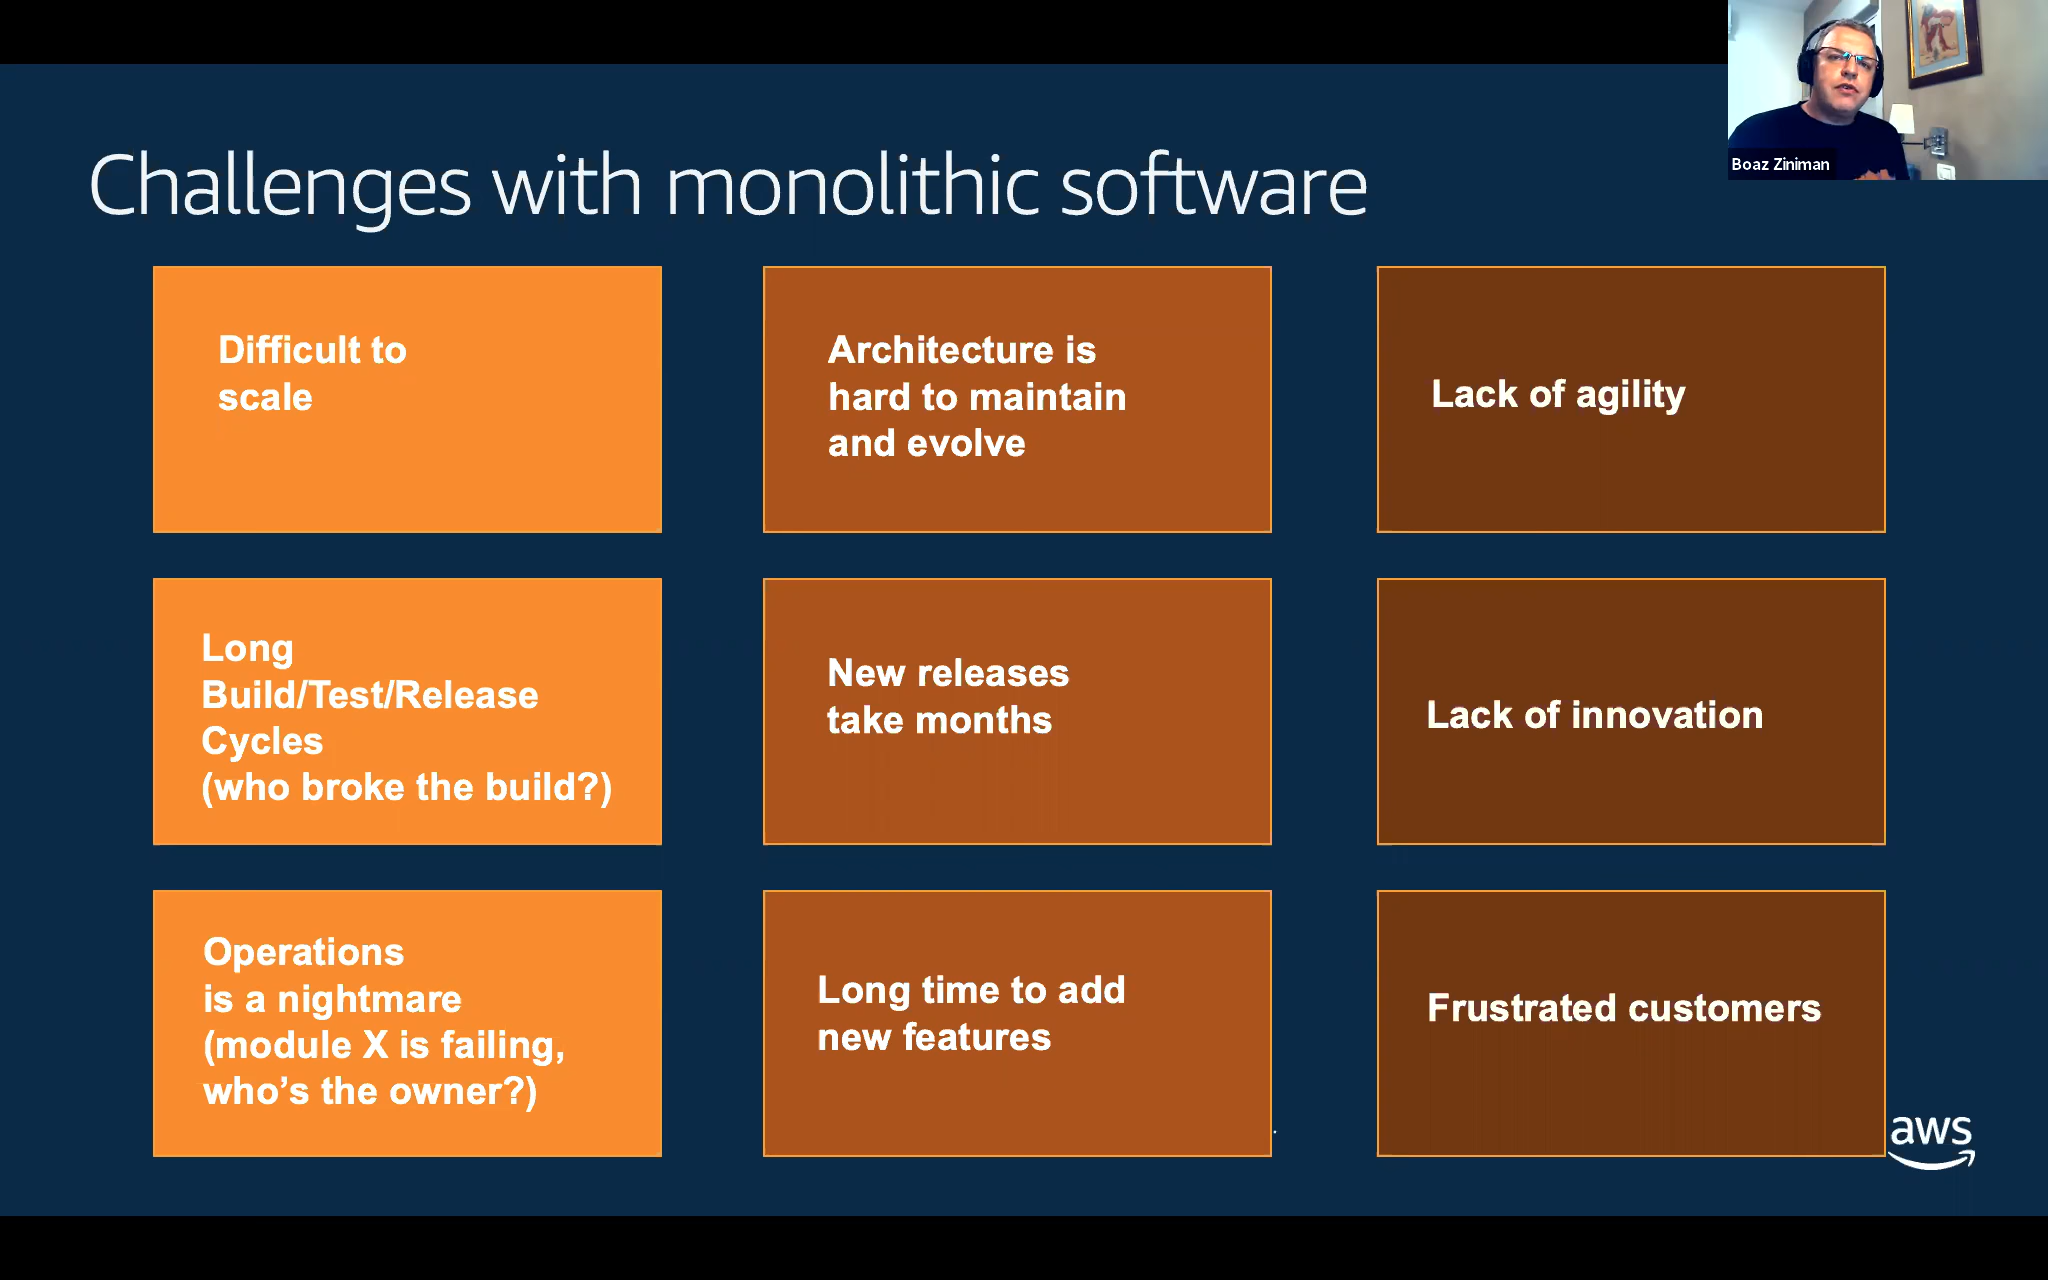 Boaz Ziniman
Challenges with monolithic software
Difficult to
scale
Architecture is
hard to maintain
and evolve
Lack of agility
Long
Build/Test/Release
Cycles
(who broke the build?)
New releases
take months
Lack of innovation
Operations
is a nightmare
(module X is failing,
who’s the owner?)
Long time to add
new features
Frustrated customers
aws